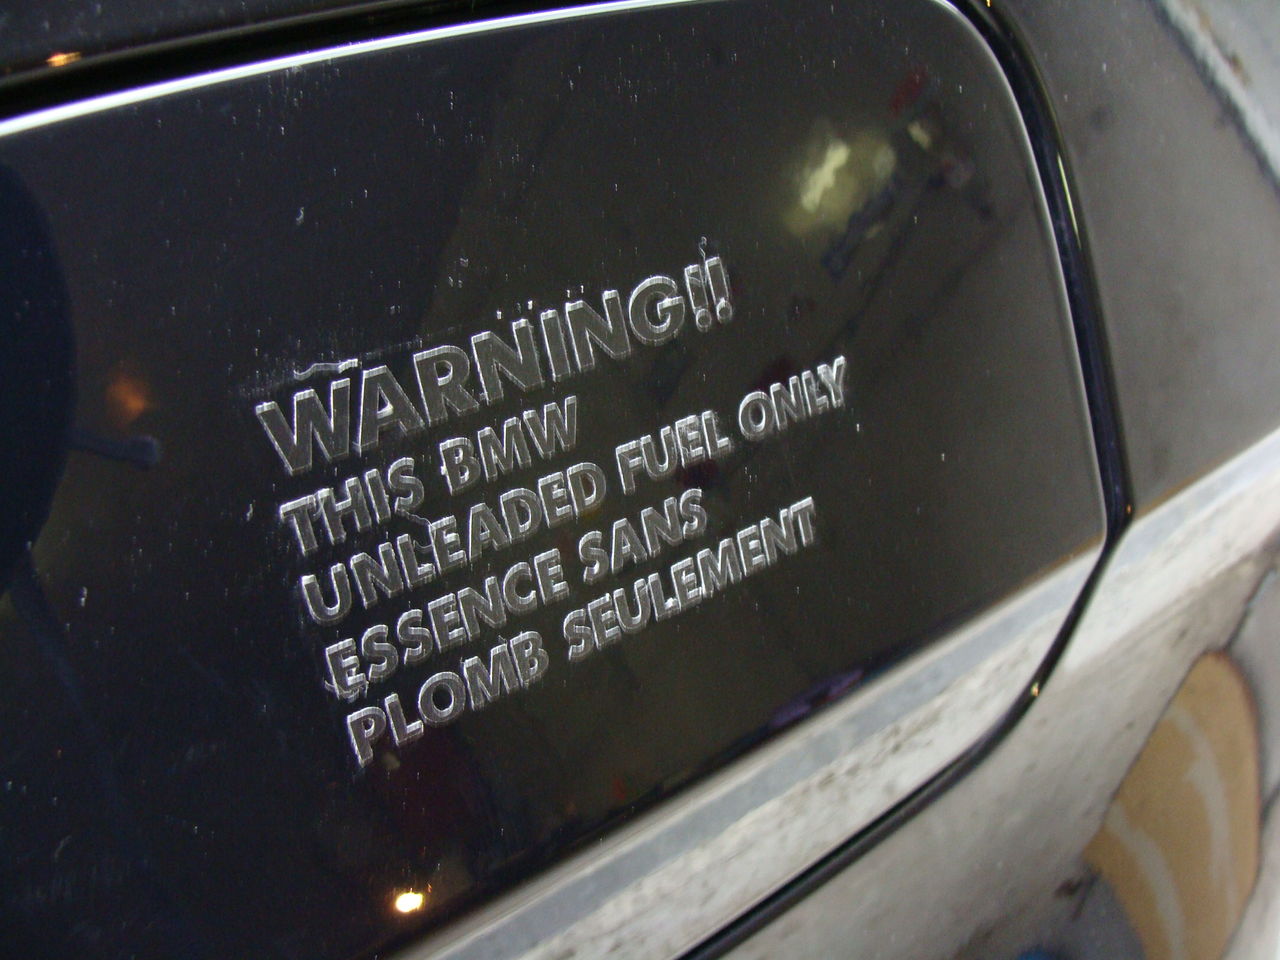 WARNING!!
THIS BMW
UNLEADED FUEL ONLY
ESSENCE SANS
PLOMB SEULEMENT